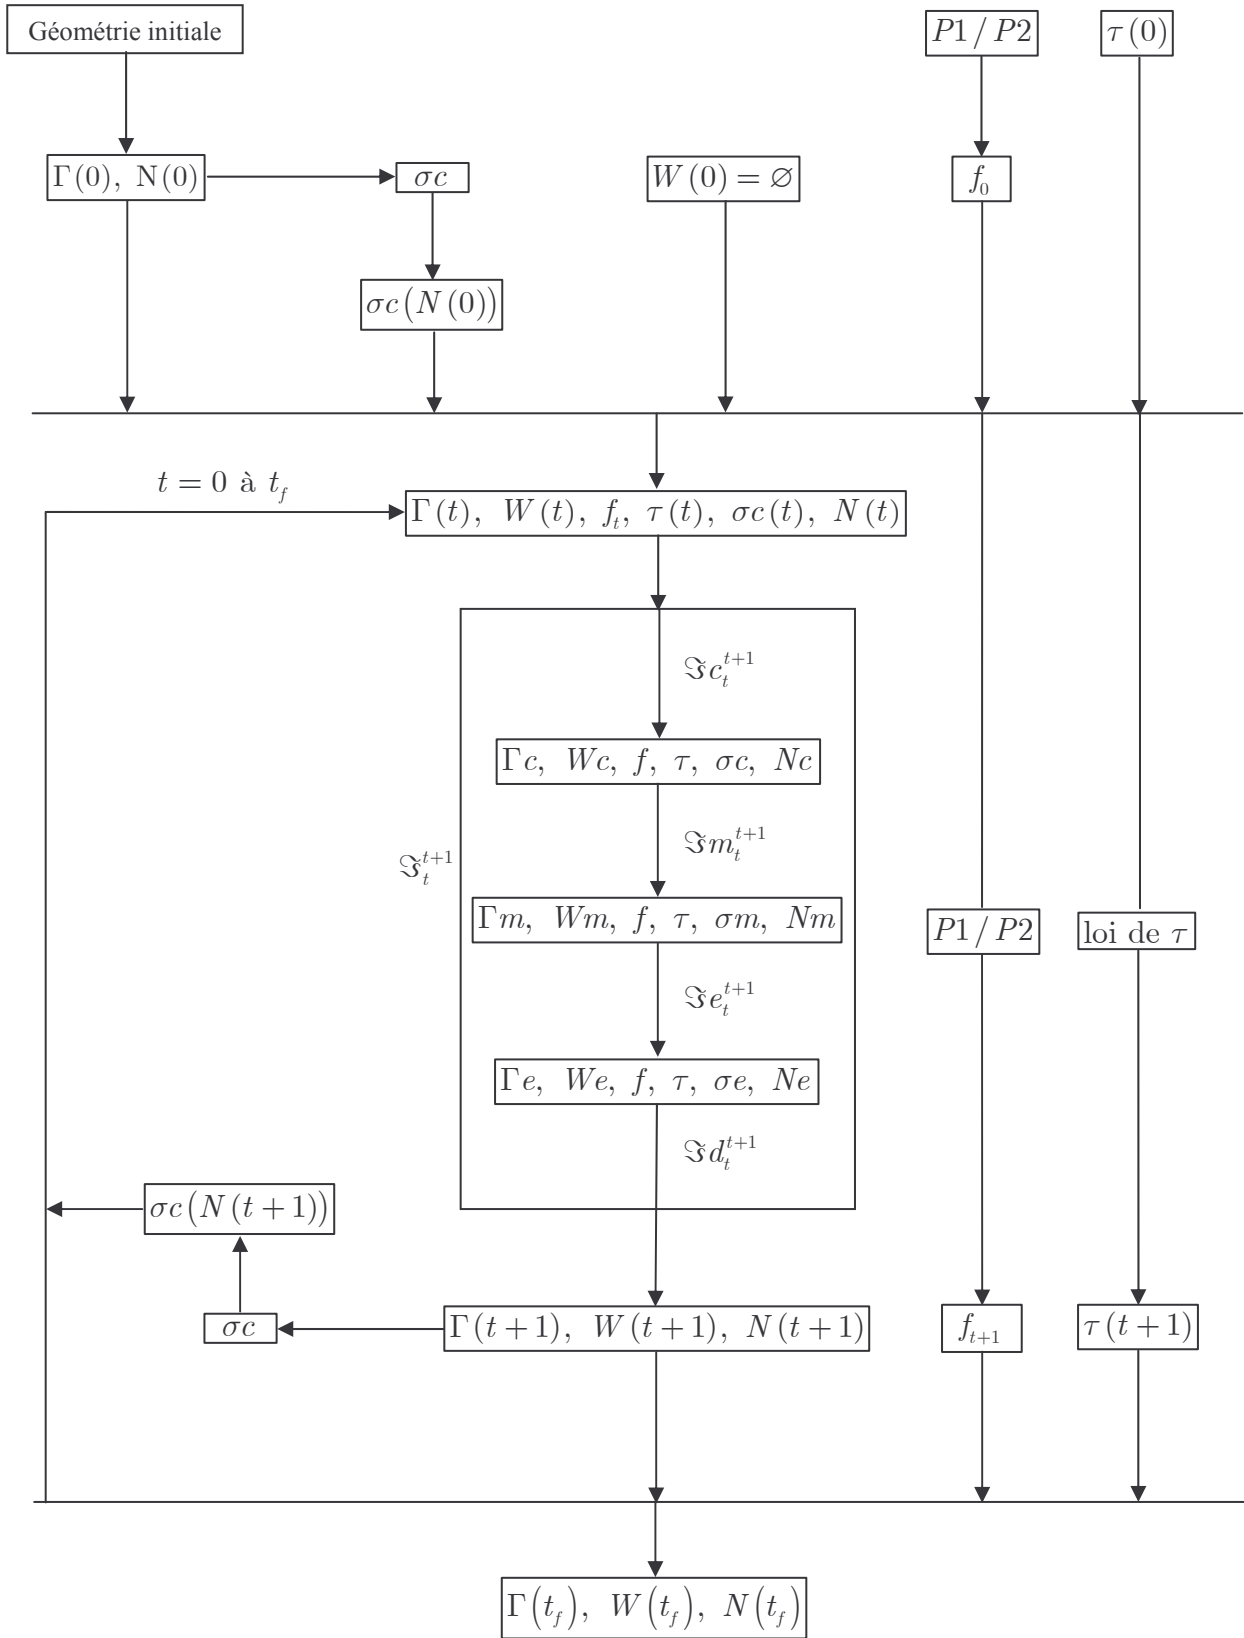 Géométrie initiale
P1 / P2
τ(0)
Γ(0), N(0)
σc
W(0) = ∅
f₀
σc(N(0))
t = 0 à t_f
Γ(t), W(t), f_t, τ(t), σc(t), N(t)
ℑc_t^{t+1}
Γc, Wc, f, τ, σc, Nc
ℑm_t^{t+1}
ℑ_t^{t+1}
Γm, Wm, f, τ, σm, Nm
P1 / P2
loi de τ
ℑe_t^{t+1}
Γe, We, f, τ, σe, Ne
ℑd_t^{t+1}
σc(N(t+1))
σc
Γ(t+1), W(t+1), N(t+1)
f_{t+1}
τ(t+1)
Γ(t_f), W(t_f), N(t_f)